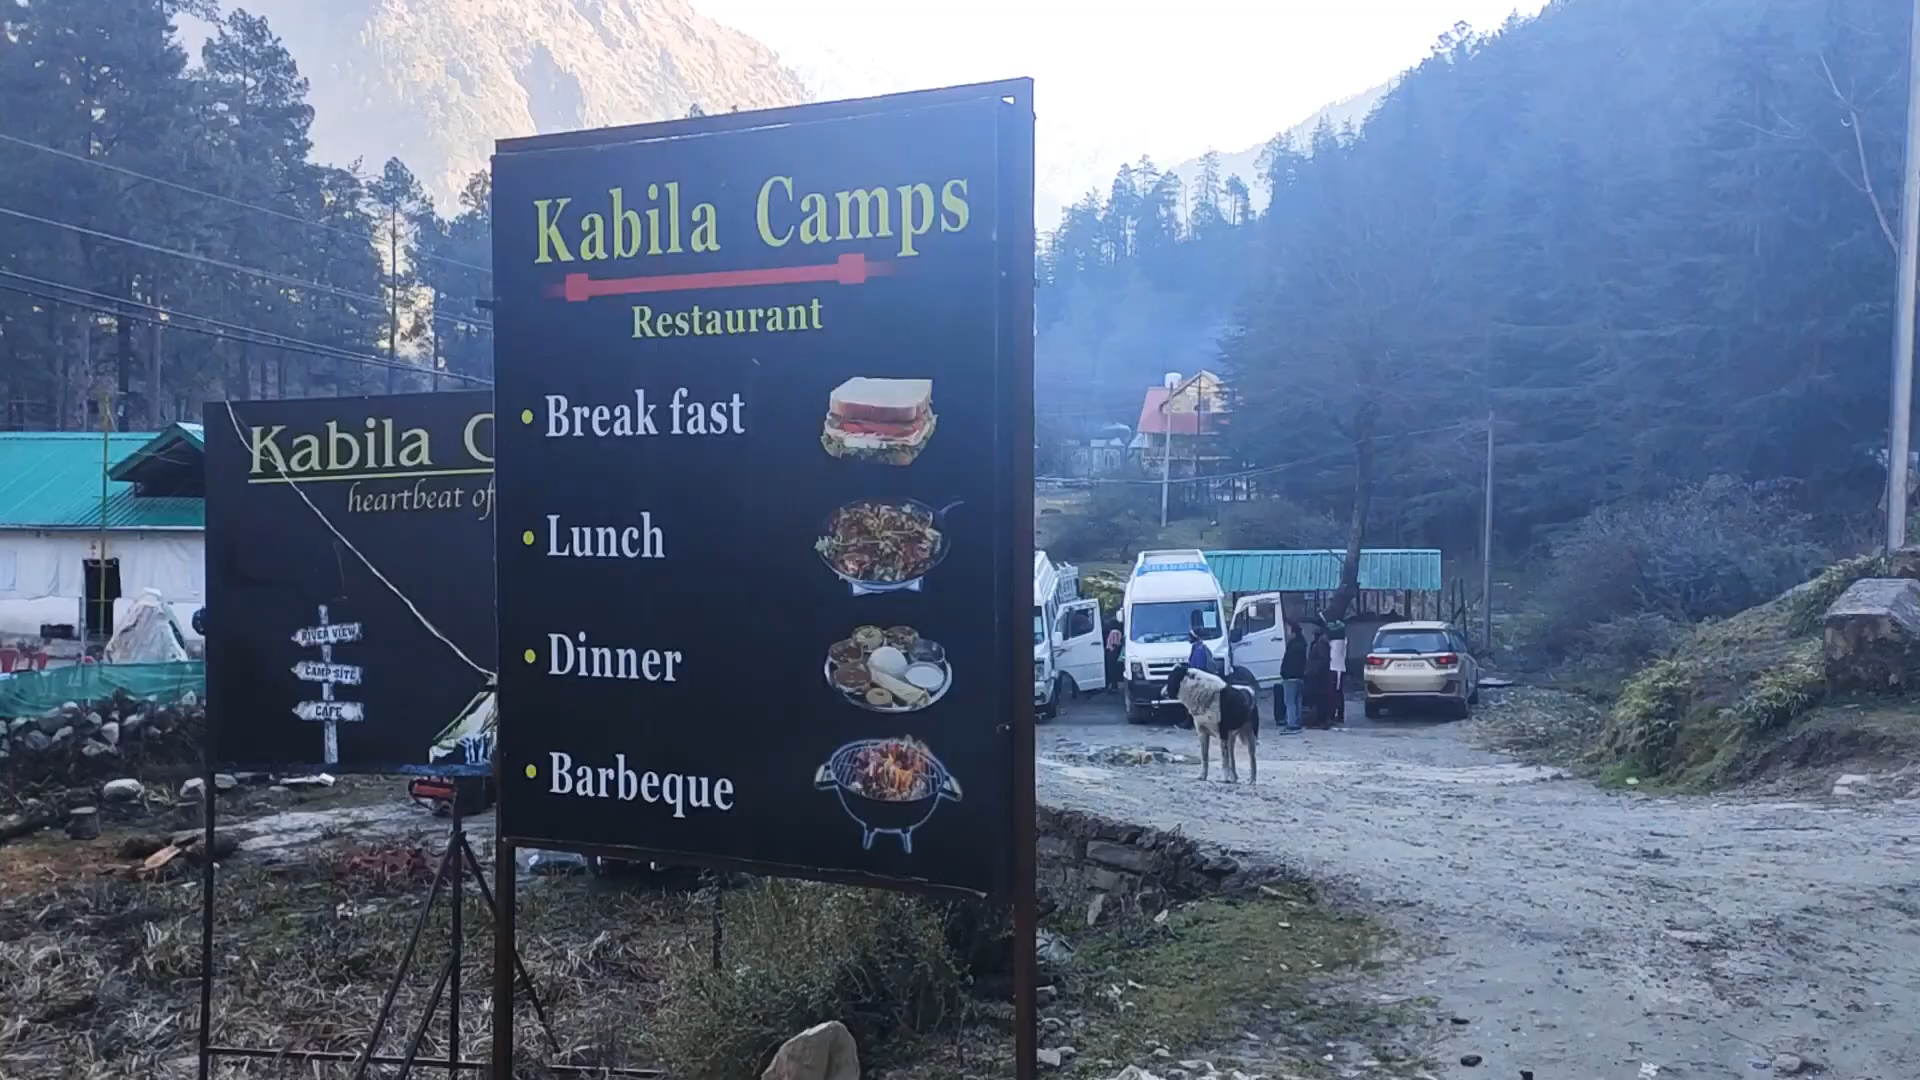 Kabila Camps
Restaurant
• Break fast
• Lunch
• Dinner
• Barbeque
Kabila C
heartbeat of
RIVER VIEW
CAMP SITE
CAFE